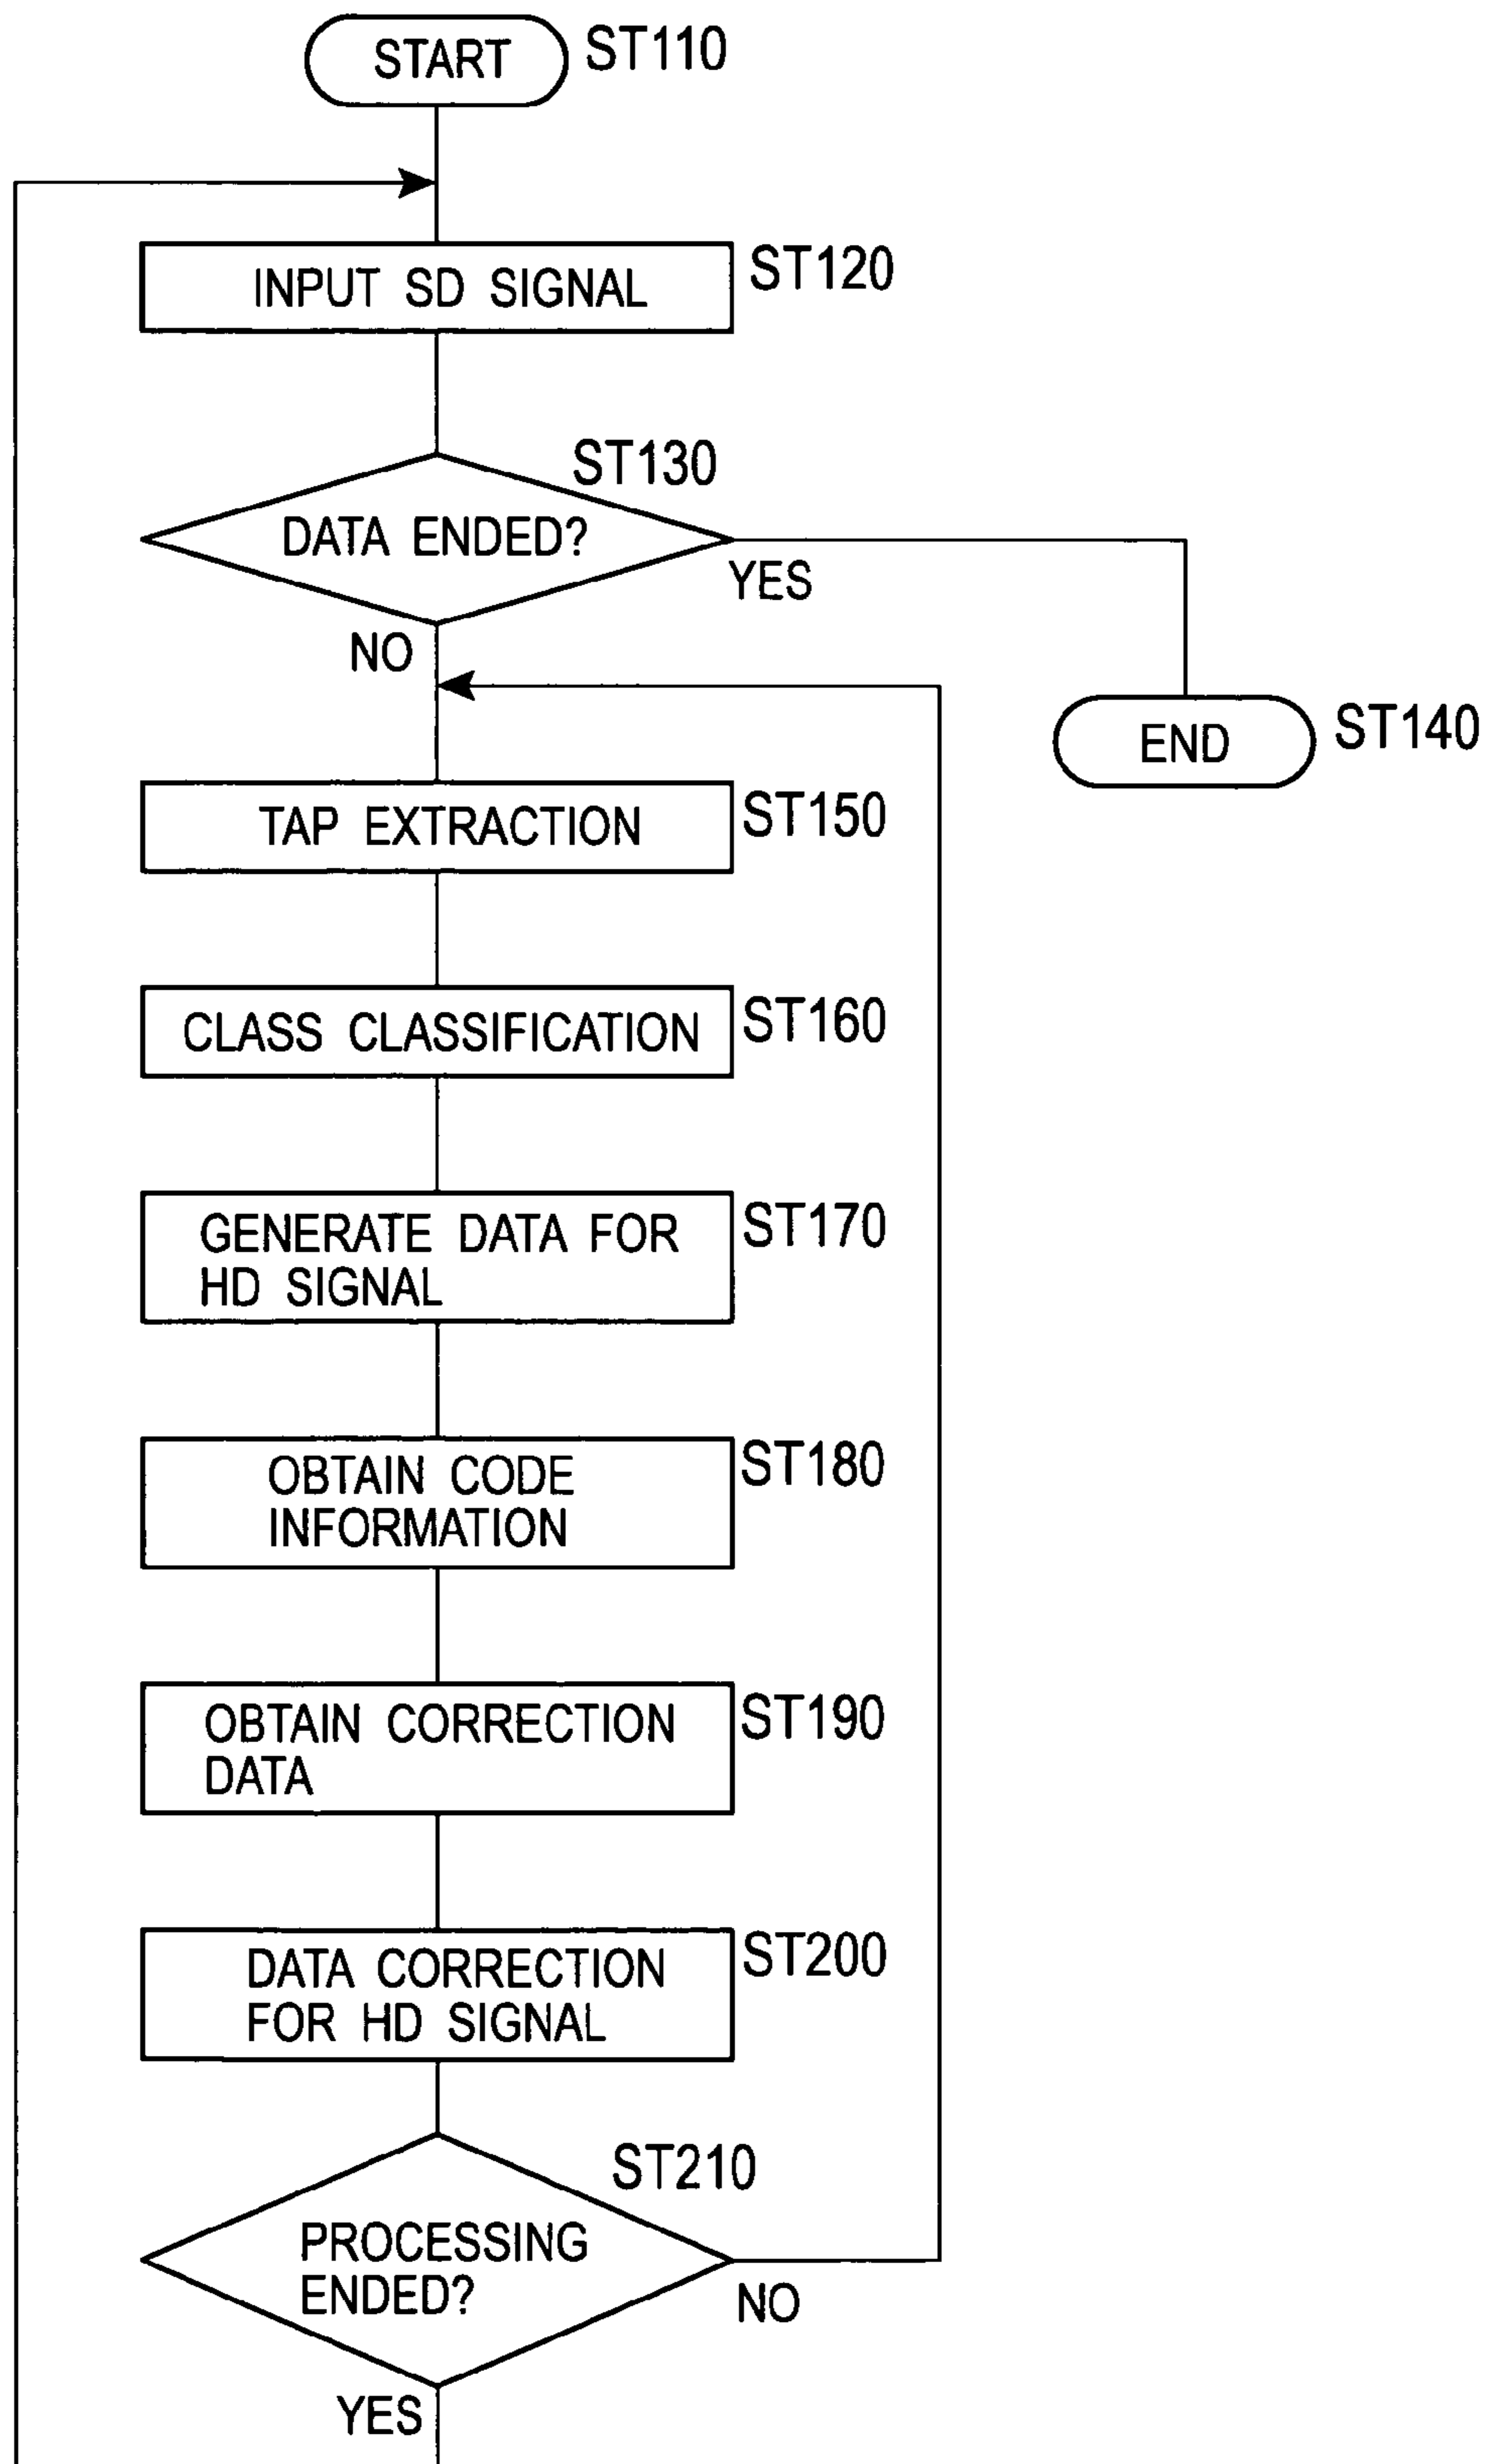 START
ST110
INPUT SD SIGNAL
ST120
ST130
DATA ENDED?
YES
NO
END
ST140
TAP EXTRACTION
ST150
CLASS CLASSIFICATION
ST160
GENERATE DATA FOR
HD SIGNAL
ST170
OBTAIN CODE
INFORMATION
ST180
OBTAIN CORRECTION
DATA
ST190
DATA CORRECTION
FOR HD SIGNAL
ST200
ST210
PROCESSING
ENDED?
NO
YES